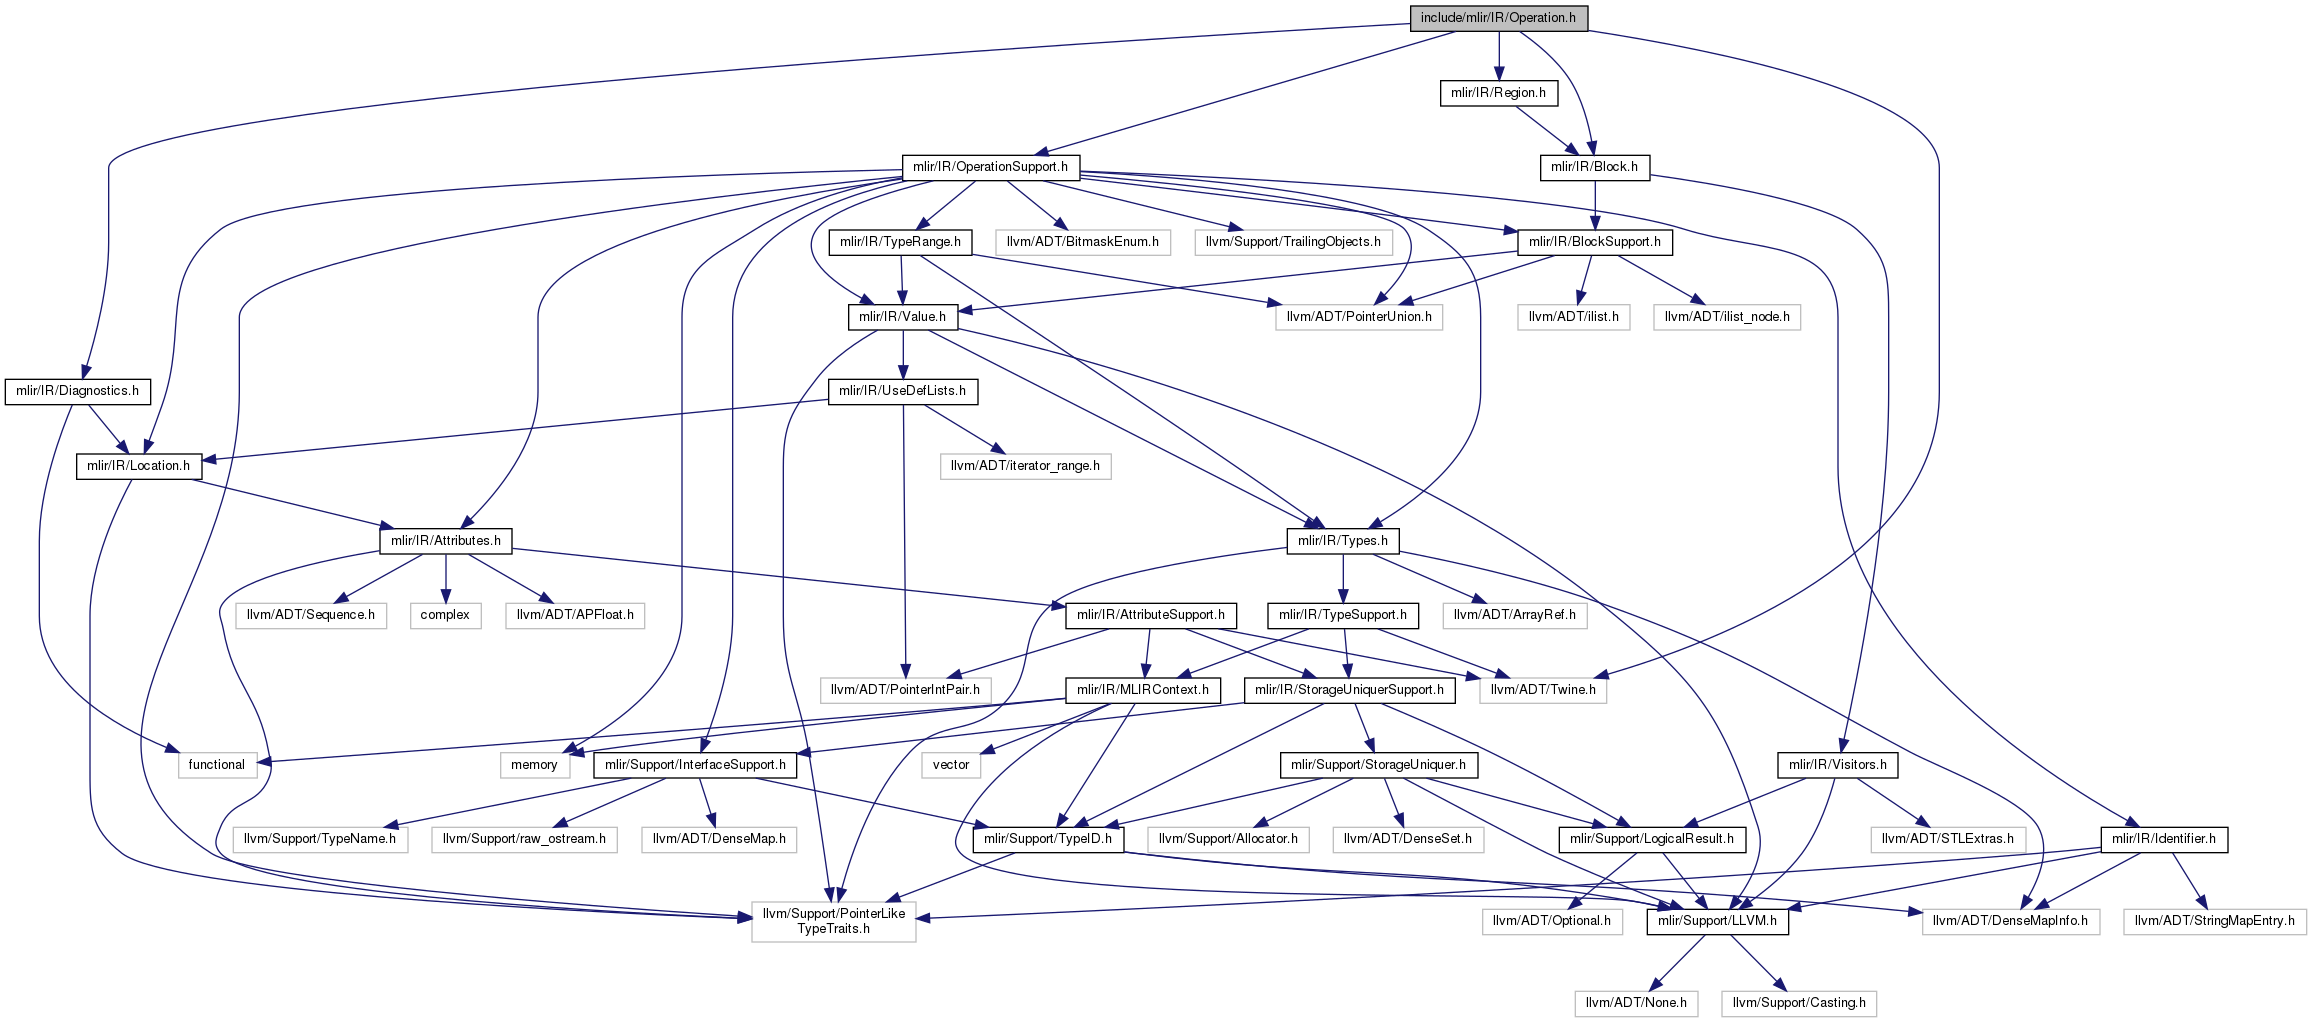 include/mlir/IR/Operation.h
mlir/IR/Region.h
mlir/IR/OperationSupport.h
mlir/IR/Block.h
mlir/IR/TypeRange.h
llvm/ADT/BitmaskEnum.h
llvm/Support/TrailingObjects.h
mlir/IR/BlockSupport.h
mlir/IR/Value.h
llvm/ADT/PointerUnion.h
llvm/ADT/ilist.h
llvm/ADT/ilist_node.h
mlir/IR/Diagnostics.h
mlir/IR/UseDefLists.h
mlir/IR/Location.h
llvm/ADT/iterator_range.h
mlir/IR/Attributes.h
mlir/IR/Types.h
llvm/ADT/Sequence.h
complex
llvm/ADT/APFloat.h
mlir/IR/AttributeSupport.h
mlir/IR/TypeSupport.h
llvm/ADT/ArrayRef.h
llvm/ADT/PointerIntPair.h
mlir/IR/MLIRContext.h
mlir/IR/StorageUniquerSupport.h
llvm/ADT/Twine.h
functional
memory
mlir/Support/InterfaceSupport.h
vector
mlir/Support/StorageUniquer.h
mlir/IR/Visitors.h
llvm/Support/TypeName.h
llvm/Support/raw_ostream.h
llvm/ADT/DenseMap.h
mlir/Support/TypeID.h
llvm/Support/Allocator.h
llvm/ADT/DenseSet.h
mlir/Support/LogicalResult.h
llvm/ADT/STLExtras.h
mlir/IR/Identifier.h
llvm/Support/PointerLike
TypeTraits.h
llvm/ADT/Optional.h
mlir/Support/LLVM.h
llvm/ADT/DenseMapInfo.h
llvm/ADT/StringMapEntry.h
llvm/ADT/None.h
llvm/Support/Casting.h